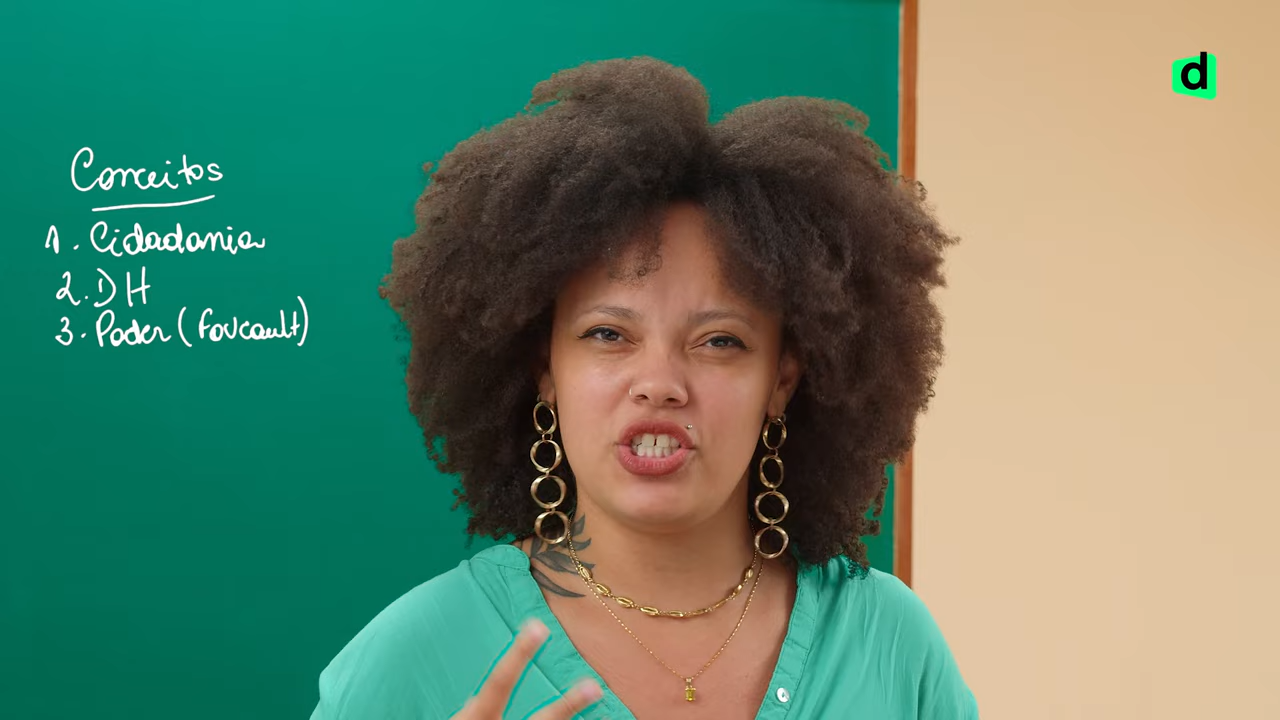 Conceitos
1. Cidadania
2. DH
3. Poder (Foucault)
d